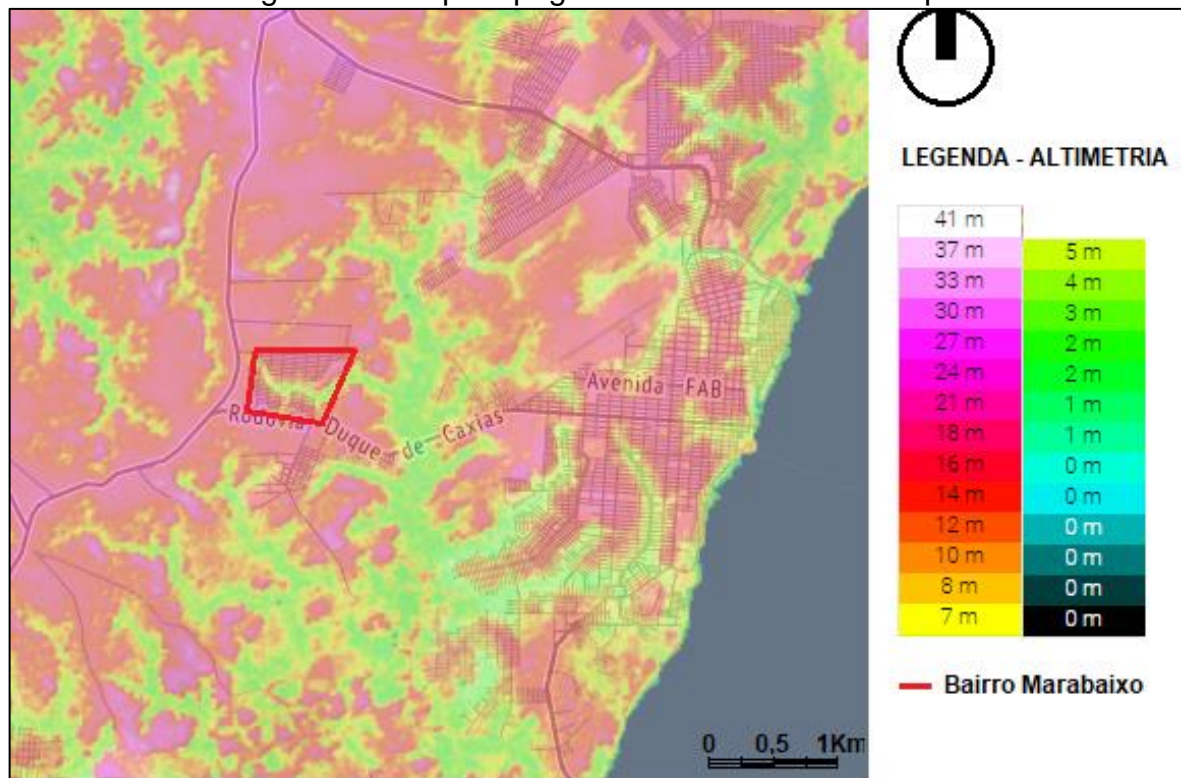 LEGENDA - ALTIMETRIA
41 m
37 m 5 m
33 m 4 m
30 m 3 m
27 m 2 m
24 m 2 m
21 m 1 m
18 m 1 m
16 m 0 m
14 m 0 m
12 m 0 m
10 m 0 m
8 m 0 m
7 m 0 m
Bairro Marabaixo
Avenida FAB
Rodovia Duque de Caxias
0 0,5 1Km